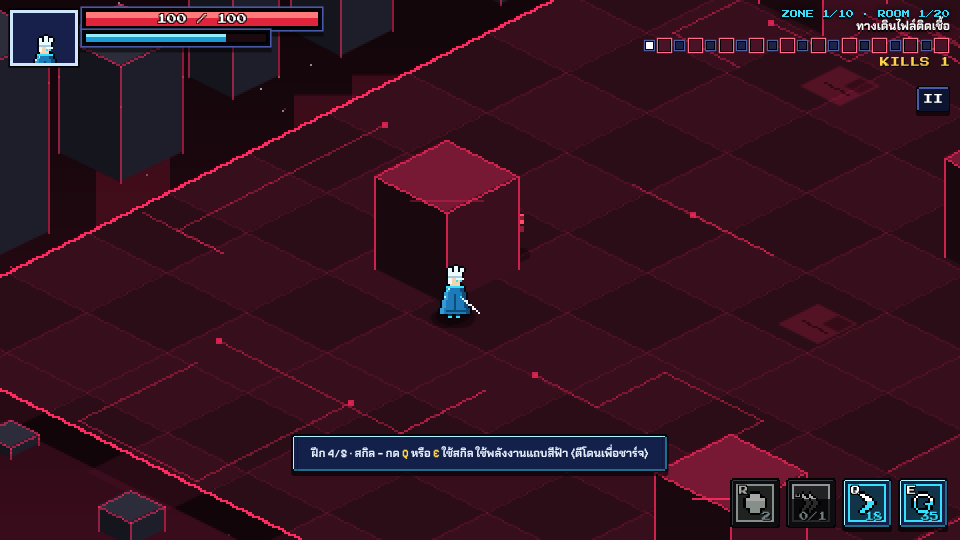 100 / 100
ZONE 1/10 · ROOM 1/20
ทางเดินไฟล์ติดเชื้อ
KILLS 1
II
ฝึก 4/8 · สกิล - กด Q หรือ E ใช้สกิล ใช้พลังงานแถบสีฟ้า (ตีโดนเพื่อชาร์จ)
R
2
0/1
Q
18
E
35